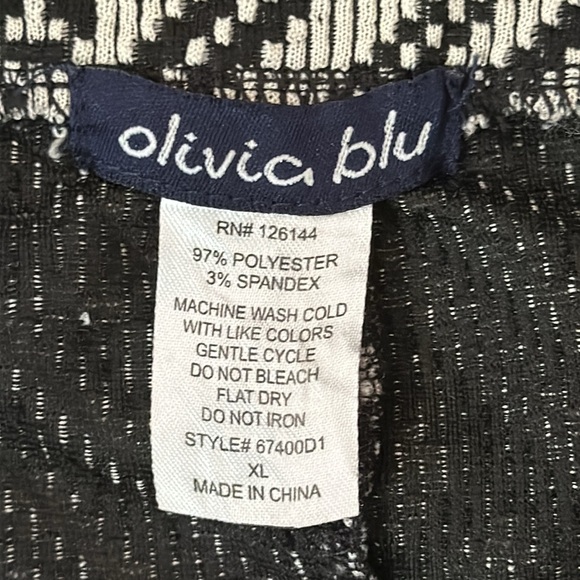 olivia blu
RN# 126144
97% POLYESTER
3% SPANDEX
MACHINE WASH COLD
WITH LIKE COLORS
GENTLE CYCLE
DO NOT BLEACH
FLAT DRY
DO NOT IRON
STYLE# 67400D1
XL
MADE IN CHINA